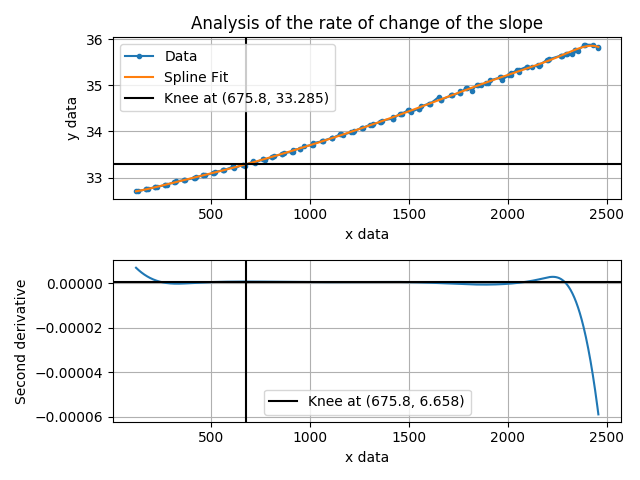 Analysis of the rate of change of the slope
36
35
34
33
y data
Data
Spline Fit
Knee at (675.8, 33.285)
500 1000 1500 2000 2500
x data
0.00000
−0.00002
−0.00004
−0.00006
Second derivative
Knee at (675.8, 6.658)
500 1000 1500 2000 2500
x data